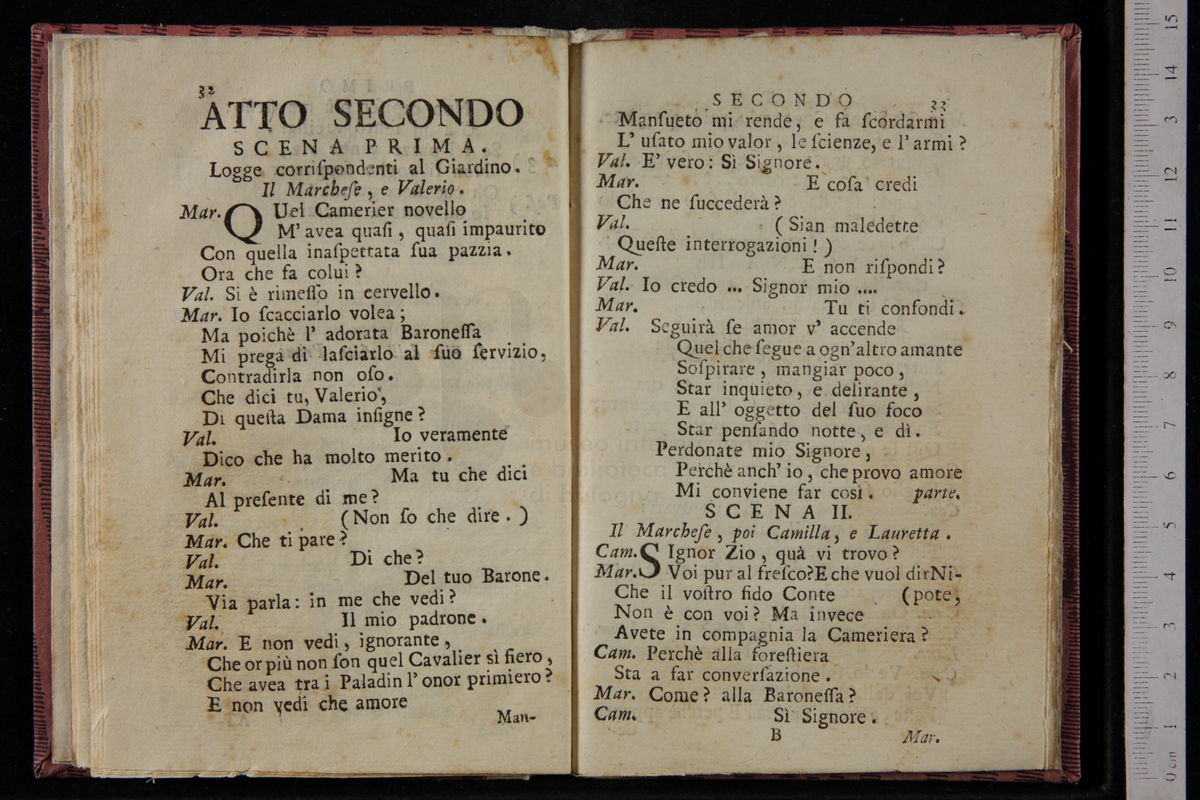 32
ATTO SECONDO
SCENA PRIMA.
Logge corriſpondenti al Giardino.
Il Marcheſe, e Valerio.
Mar. QUel Camerier novello
M' avea quaſi, quaſi impaurito
Con quella inaſpettata ſua pazzia.
Ora che fa colui?
Val. Si è rimeſſo in cervello.
Mar. Io ſcacciarlo volea;
Ma poichè l' adorata Baroneſſa
Mi prega di laſciarlo al ſuo ſervizio,
Contradirla non oſo.
Che dici tu, Valerio,
Di queſta Dama inſigne?
Val. Io veramente
Dico che ha molto merito.
Mar. Ma tu che dici
Al preſente di me?
Val. (Non ſo che dire.)
Mar. Che ti pare?
Val. Di che?
Mar. Del tuo Barone.
Via parla: in me che vedi?
Val. Il mio padrone.
Mar. E non vedi, ignorante,
Che or più non ſon quel Cavalier sì fiero,
Che avea tra i Paladin l' onor primiero?
E non vedi che amore
Man-
SECONDO 33
Manſueto mi rende, e fa ſcordarmi
L' uſato mio valor, le ſcienze, e l' armi?
Val. E' vero: Sì Signore.
Mar. E coſa credi
Che ne ſuccederà?
Val. (Sian maledette
Queſte interrogazioni!)
Mar. E non riſpondi?
Val. Io credo ... Signor mio ....
Mar. Tu ti confondi.
Val. Seguirà ſe amor v' accende
Quel che ſegue a ogn' altro amante
Soſpirare, mangiar poco,
Star inquieto, e delirante,
E all' oggetto del ſuo foco
Star penſando notte, e dì.
Perdonate mio Signore,
Perchè anch' io, che provo amore
Mi conviene far così. parte.
SCENA II.
Il Marcheſe, poi Camilla, e Lauretta.
Cam. SIgnor Zio, quà vi trovo?
Mar. Voi pur al freſco? E che vuol dir Ni-
Che il voſtro fido Conte (pote,
Non è con voi? Ma invece
Avete in compagnia la Cameriera?
Cam. Perchè alla foreſtiera
Sta a far converſazione.
Mar. Come? alla Baroneſſa?
Cam. Sì Signore.
B Mar.